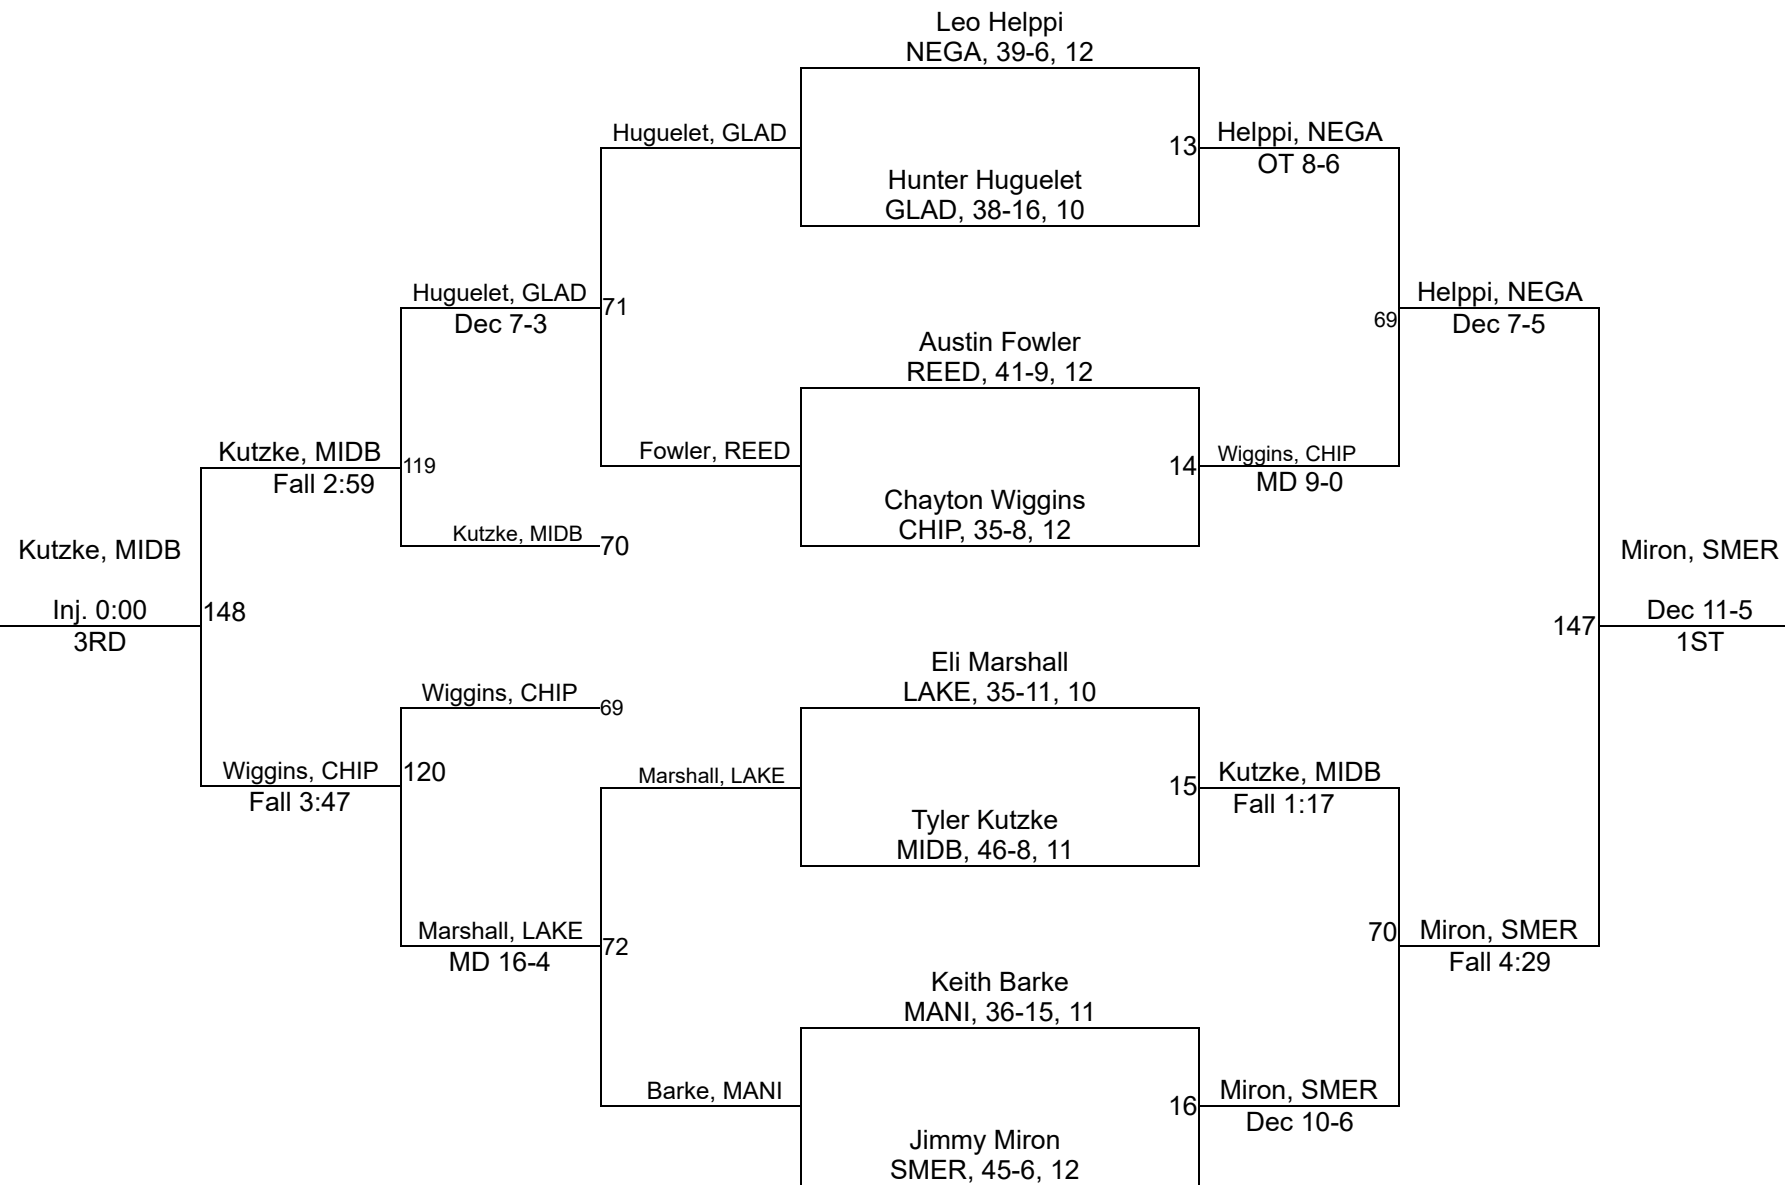 Leo Helppi
NEGA, 39-6, 12
Huguelet, GLAD
13
Helppi, NEGA
OT 8-6
Hunter Huguelet
GLAD, 38-16, 10
Huguelet, GLAD
Dec 7-3
71
Helppi, NEGA
Dec 7-5
69
Austin Fowler
REED, 41-9, 12
Kutzke, MIDB
Fall 2:59
119
Fowler, REED
14
Wiggins, CHIP
MD 9-0
Chayton Wiggins
CHIP, 35-8, 12
Kutzke, MIDB
70
Kutzke, MIDB
Inj. 0:00
3RD
148
Miron, SMER
Dec 11-5
1ST
147
Eli Marshall
LAKE, 35-11, 10
Wiggins, CHIP
69
Wiggins, CHIP
Fall 3:47
120
Marshall, LAKE
15
Kutzke, MIDB
Fall 1:17
Tyler Kutzke
MIDB, 46-8, 11
Marshall, LAKE
MD 16-4
72
70
Miron, SMER
Fall 4:29
Keith Barke
MANI, 36-15, 11
Barke, MANI
16
Miron, SMER
Dec 10-6
Jimmy Miron
SMER, 45-6, 12